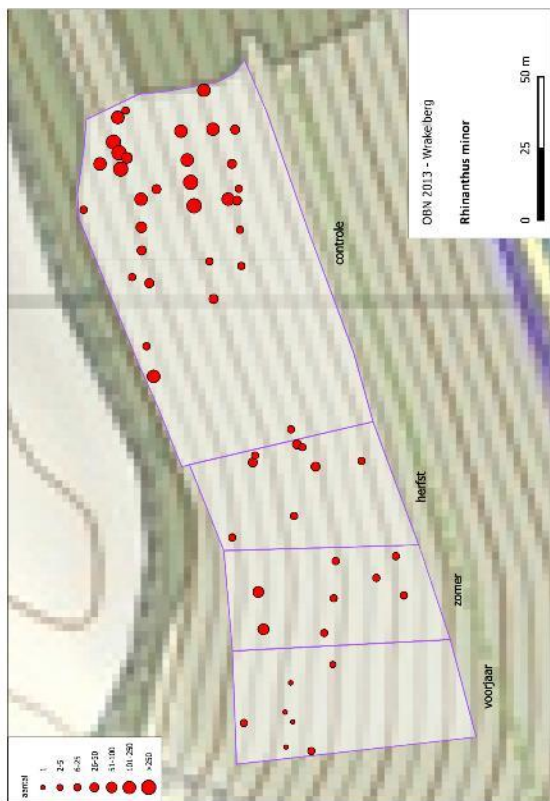 aantal
1
2-5
6-25
26-50
51-100
101-250
>250
controle
herfst
zomer
voorjaar
OBN 2013 - Wrakelberg
Rhinanthus minor
0 25 50 m